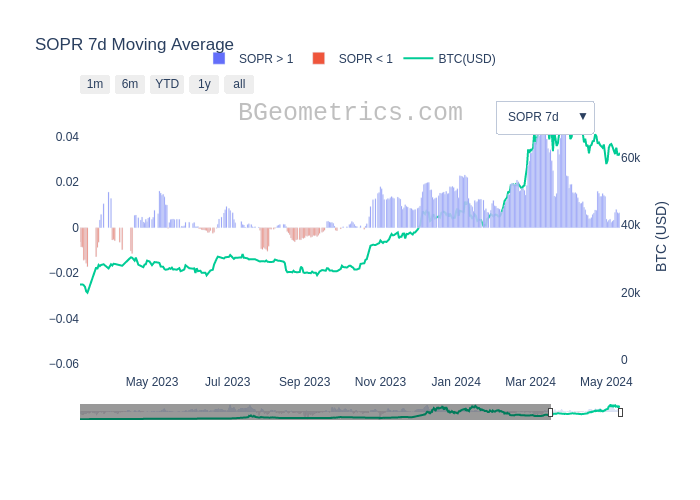 SOPR 7d Moving Average
SOPR > 1 SOPR < 1 BTC(USD)
1m 6m YTD 1y all
BGeometrics.com
SOPR 7d ▼
0.04
0.02
0
−0.02
−0.04
−0.06
60k
40k
20k
0
BTC (USD)
May 2023 Jul 2023 Sep 2023 Nov 2023 Jan 2024 Mar 2024 May 2024